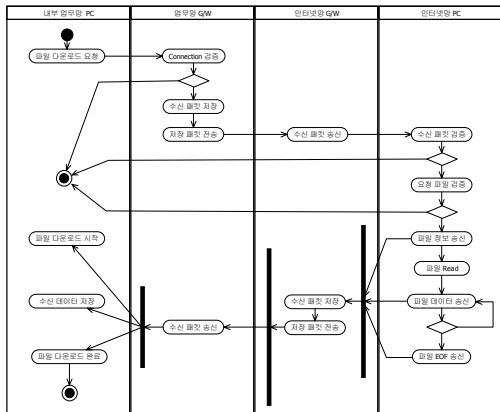 내부 업무망 PC
업무망 G/W
인터넷망 G/W
인터넷망 PC
파일 다운로드 요청
Connection 검증
수신 패킷 저장
저장 패킷 전송
수신 패킷 송신
수신 패킷 검증
요청 파일 검증
파일 다운로드 시작
파일 정보 송신
파일 Read
수신 데이터 저장
수신 패킷 저장
파일 데이터 송신
수신 패킷 송신
저장 패킷 전송
파일 다운로드 완료
파일 EOF 송신